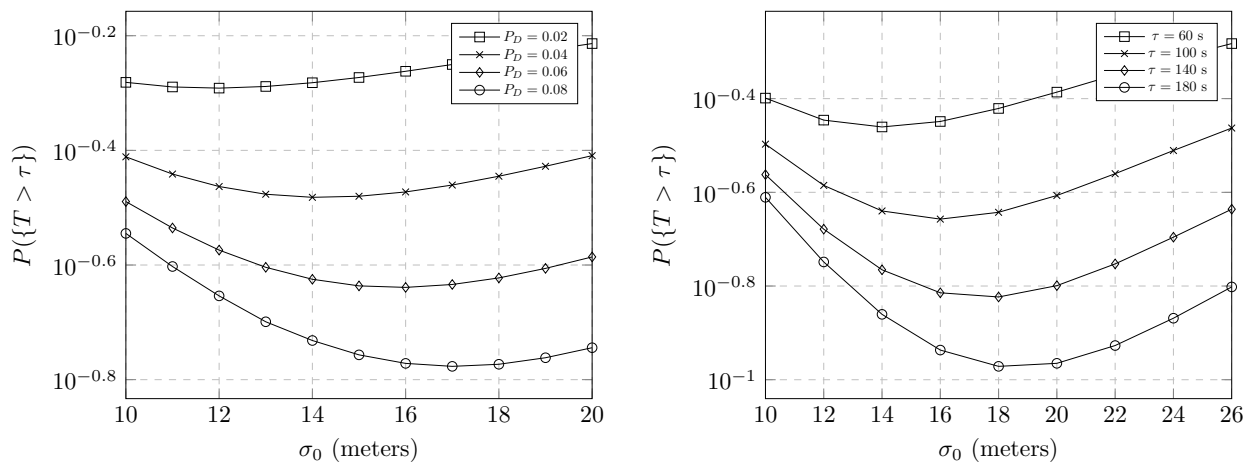 10^{-0.2}
10^{-0.4}
10^{-0.6}
10^{-0.8}
P({T > τ})
10 12 14 16 18 20
σ_0 (meters)
P_D = 0.02
P_D = 0.04
P_D = 0.06
P_D = 0.08
10^{-0.4}
10^{-0.6}
10^{-0.8}
10^{-1}
P({T > τ})
10 12 14 16 18 20 22 24 26
σ_0 (meters)
τ = 60 s
τ = 100 s
τ = 140 s
τ = 180 s